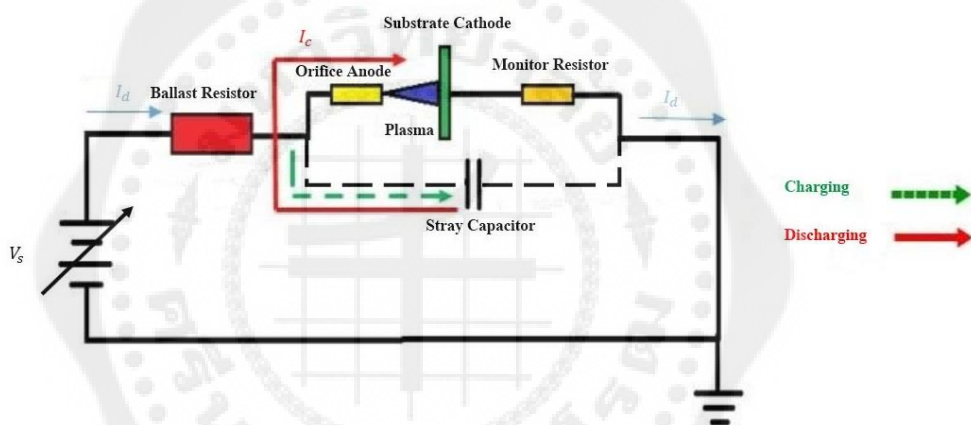 Substrate Cathode
I_c
Orifice Anode
Monitor Resistor
I_d
Ballast Resistor
I_d
Plasma
Charging
Stray Capacitor
Discharging
V_s